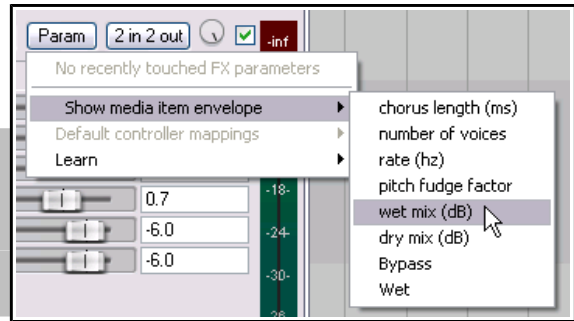 Param 2 in 2 out -inf
No recently touched FX parameters
Show media item envelope
Default controller mappings
Learn
chorus length (ms)
number of voices
rate (hz)
pitch fudge factor
wet mix (dB)
dry mix (dB)
Bypass
Wet
0.7 -18-
-6.0 -24-
-6.0
-30-